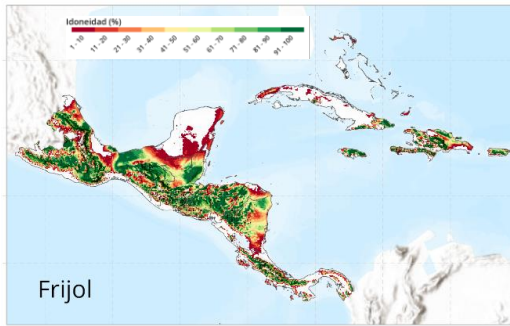 Idoneidad (%)
1 - 10
11 - 20
21 - 30
31 - 40
41 - 50
51 - 60
61 - 70
71 - 80
81 - 90
91 - 100
Frijol